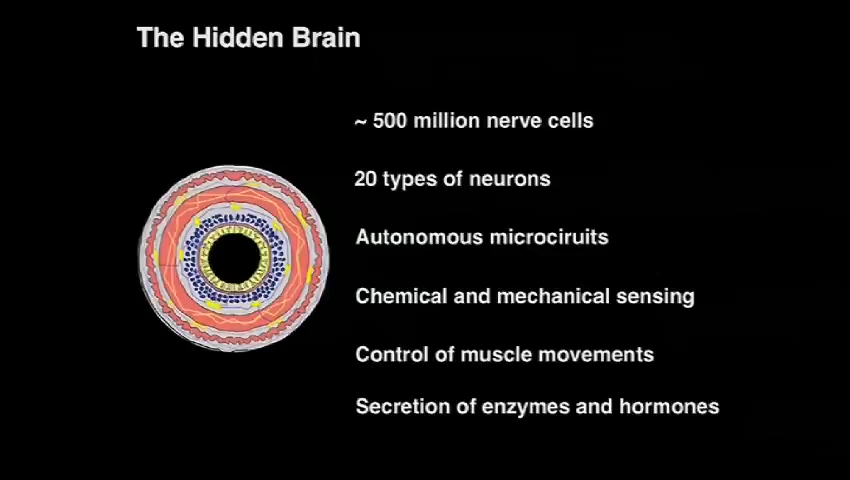 The Hidden Brain
~ 500 million nerve cells
20 types of neurons
Autonomous microciruits
Chemical and mechanical sensing
Control of muscle movements
Secretion of enzymes and hormones